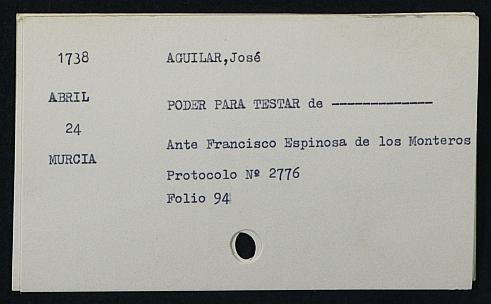 1738 AGUILAR,José
ABRIL PODER PARA TESTAR de -------------
24
Ante Francisco Espinosa de los Monteros
MURCIA
Protocolo Nº 2776
Folio 94